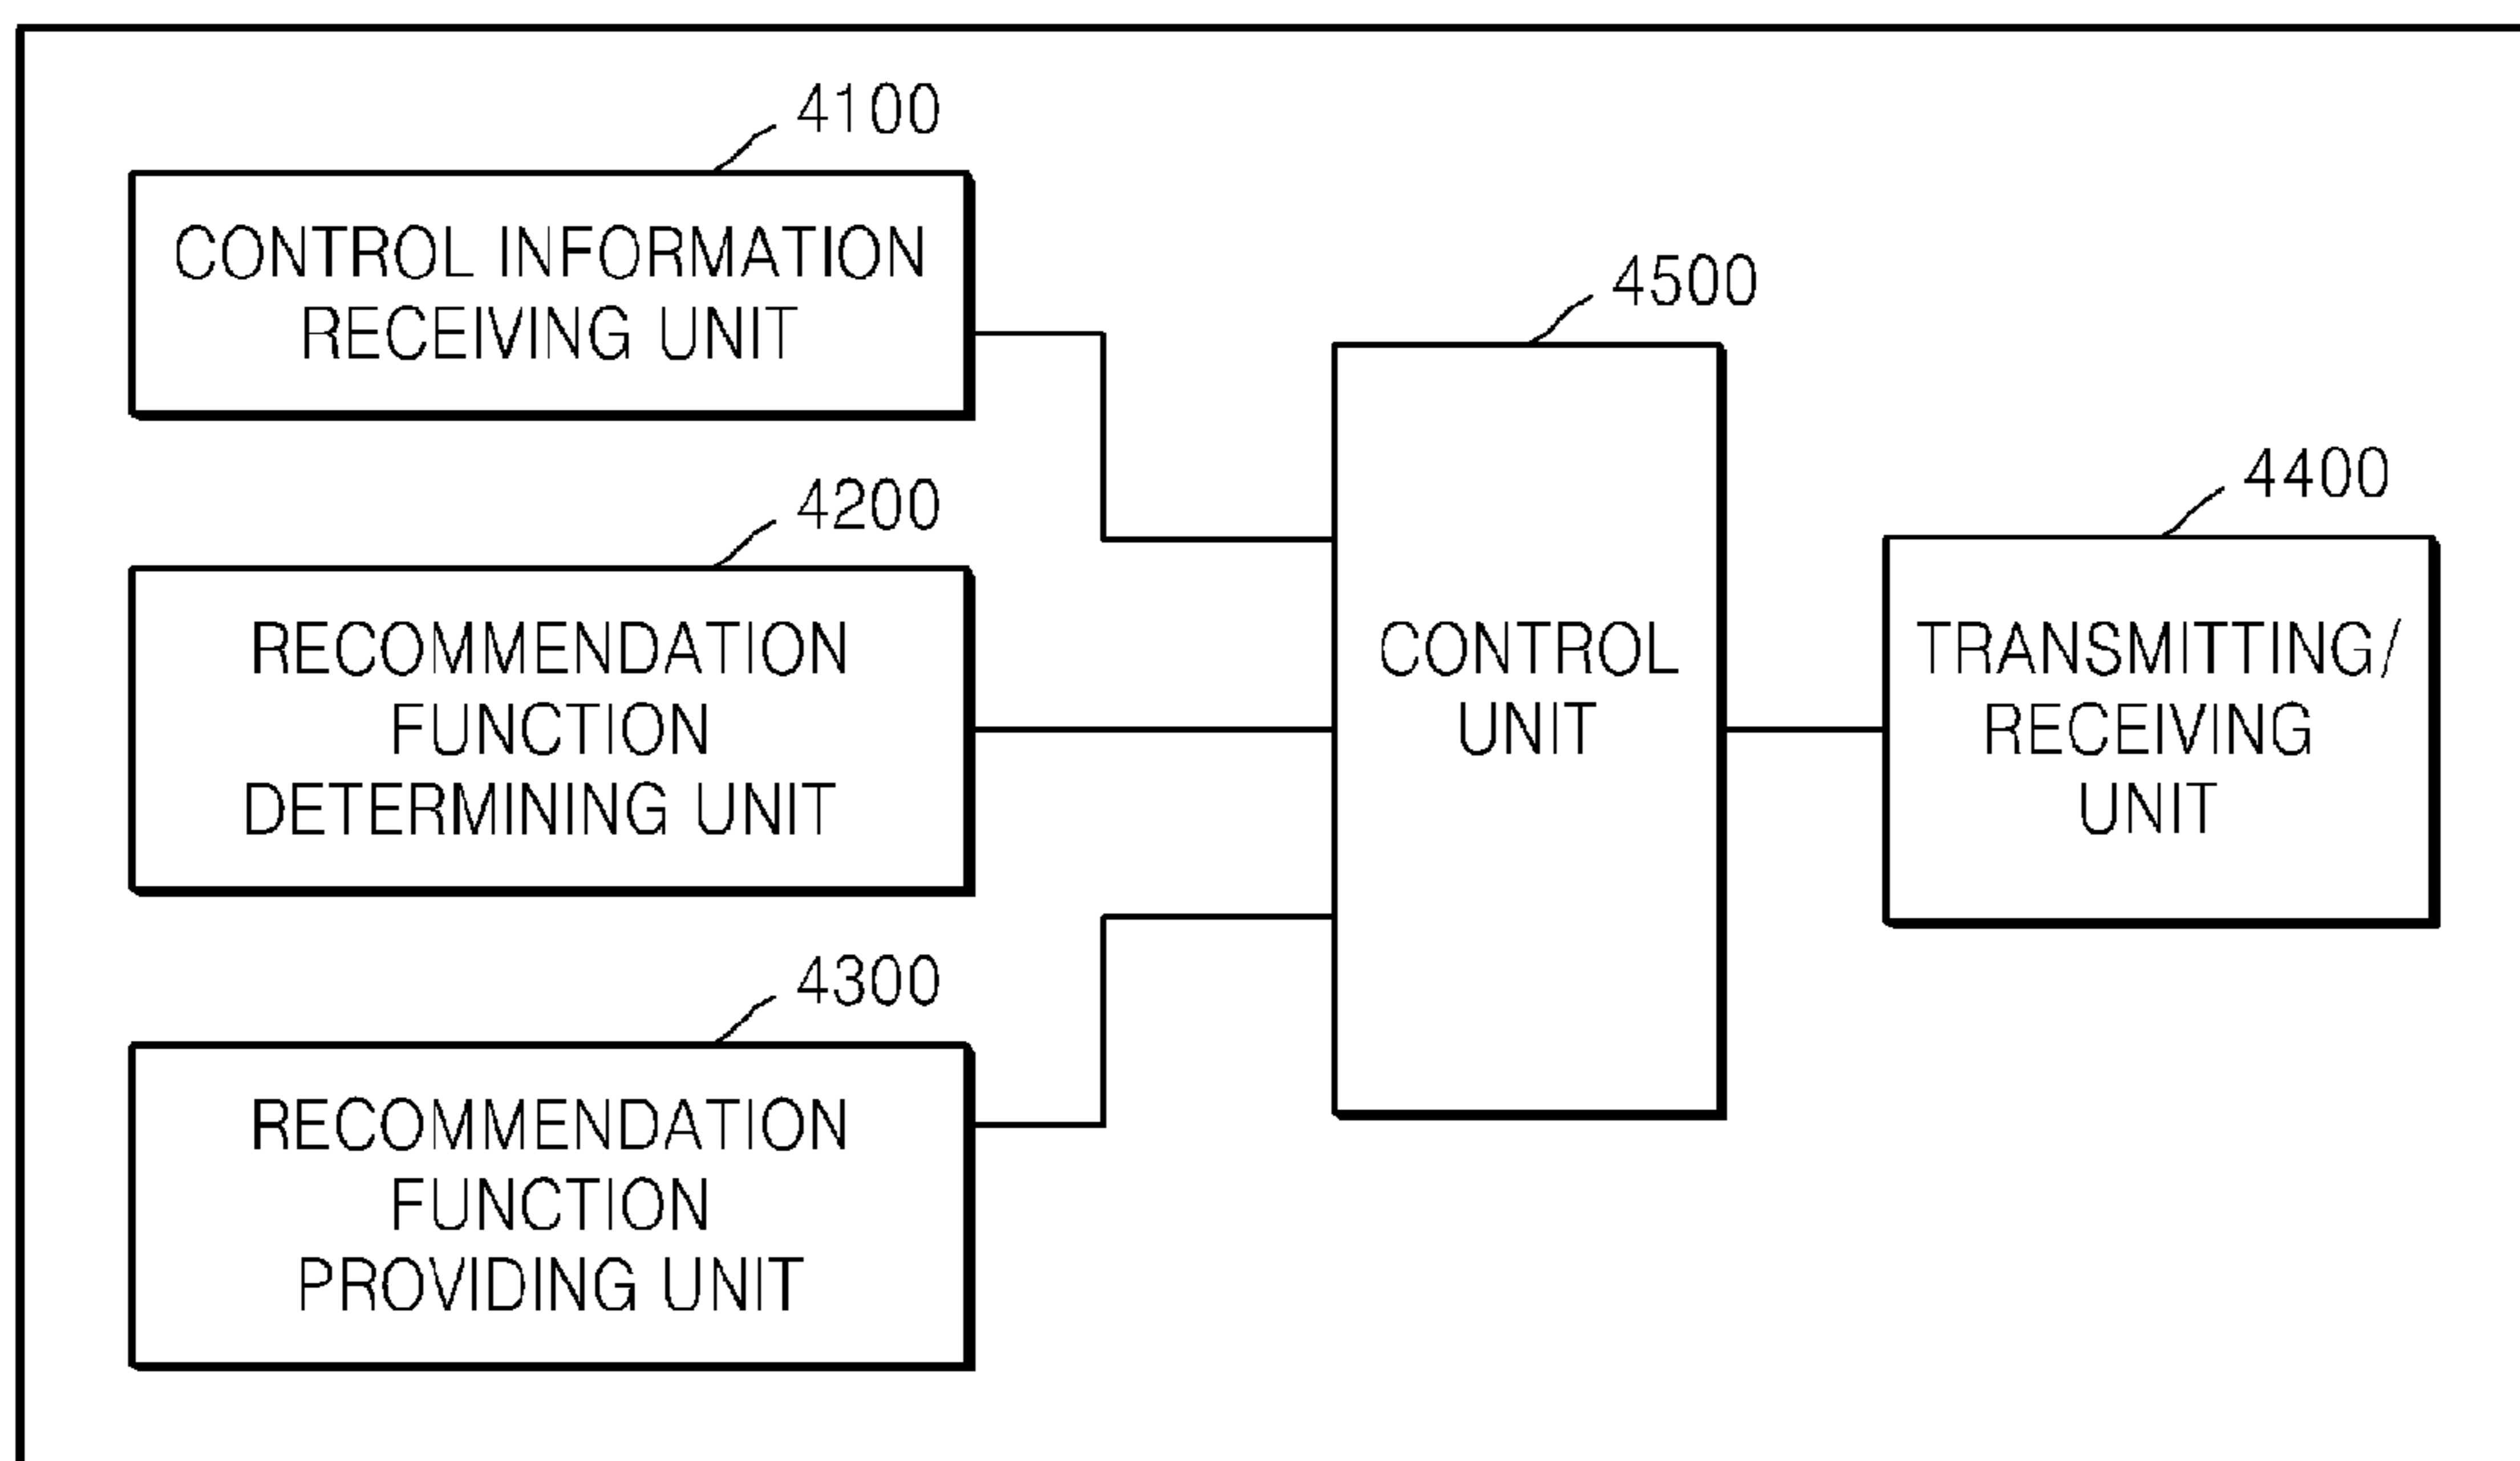 4100
CONTROL INFORMATION
RECEIVING UNIT
4200
RECOMMENDATION
FUNCTION
DETERMINING UNIT
4300
RECOMMENDATION
FUNCTION
PROVIDING UNIT
4500
CONTROL
UNIT
4400
TRANSMITTING/
RECEIVING
UNIT